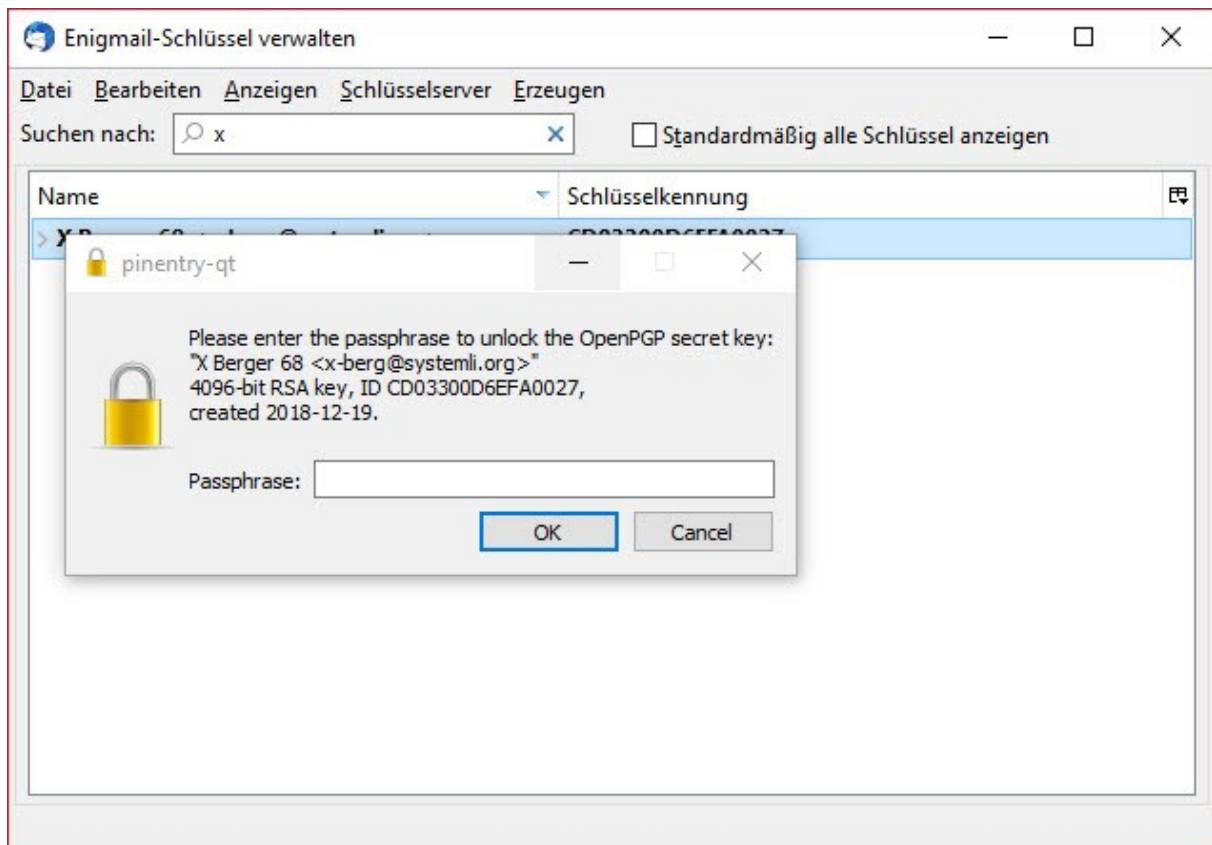 Enigmail-Schlüssel verwalten
Datei Bearbeiten Anzeigen Schlüsselserver Erzeugen
Suchen nach: x Standardmäßig alle Schlüssel anzeigen
Name Schlüsselkennung
pinentry-qt
Please enter the passphrase to unlock the OpenPGP secret key:
"X Berger 68 <x-berg@systemli.org>"
4096-bit RSA key, ID CD03300D6EFA0027,
created 2018-12-19.
Passphrase:
OK Cancel